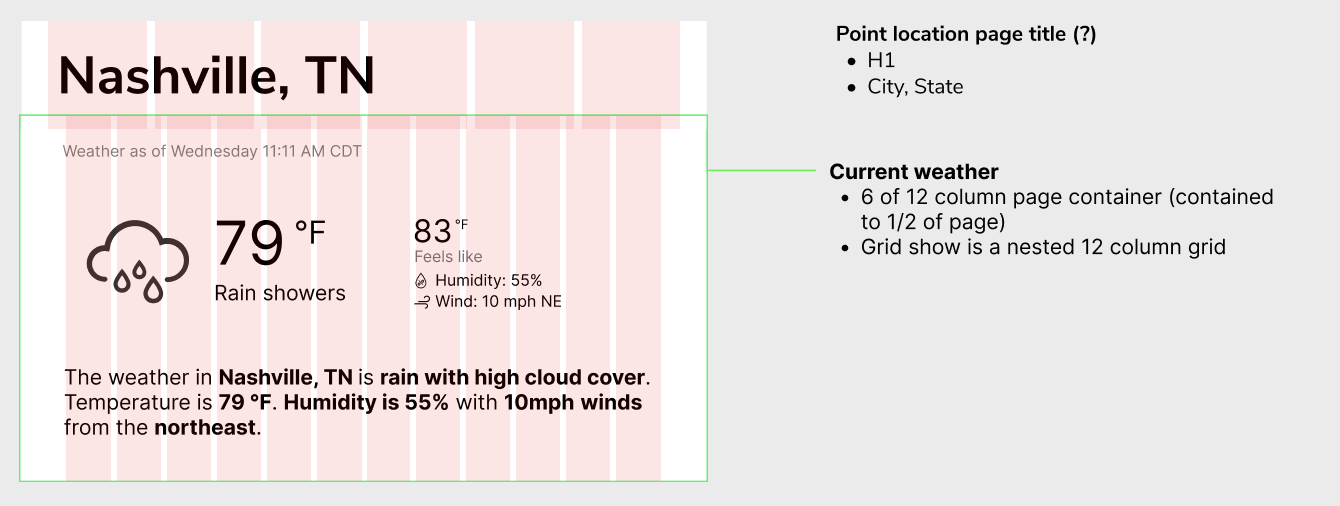 Nashville, TN
Weather as of Wednesday 11:11 AM CDT
79 °F
Rain showers
83 °F
Feels like
Humidity: 55%
Wind: 10 mph NE
The weather in Nashville, TN is rain with high cloud cover.
Temperature is 79 °F. Humidity is 55% with 10mph winds
from the northeast.
Point location page title (?)
• H1
• City, State
Current weather
• 6 of 12 column page container (contained
to 1/2 of page)
• Grid show is a nested 12 column grid